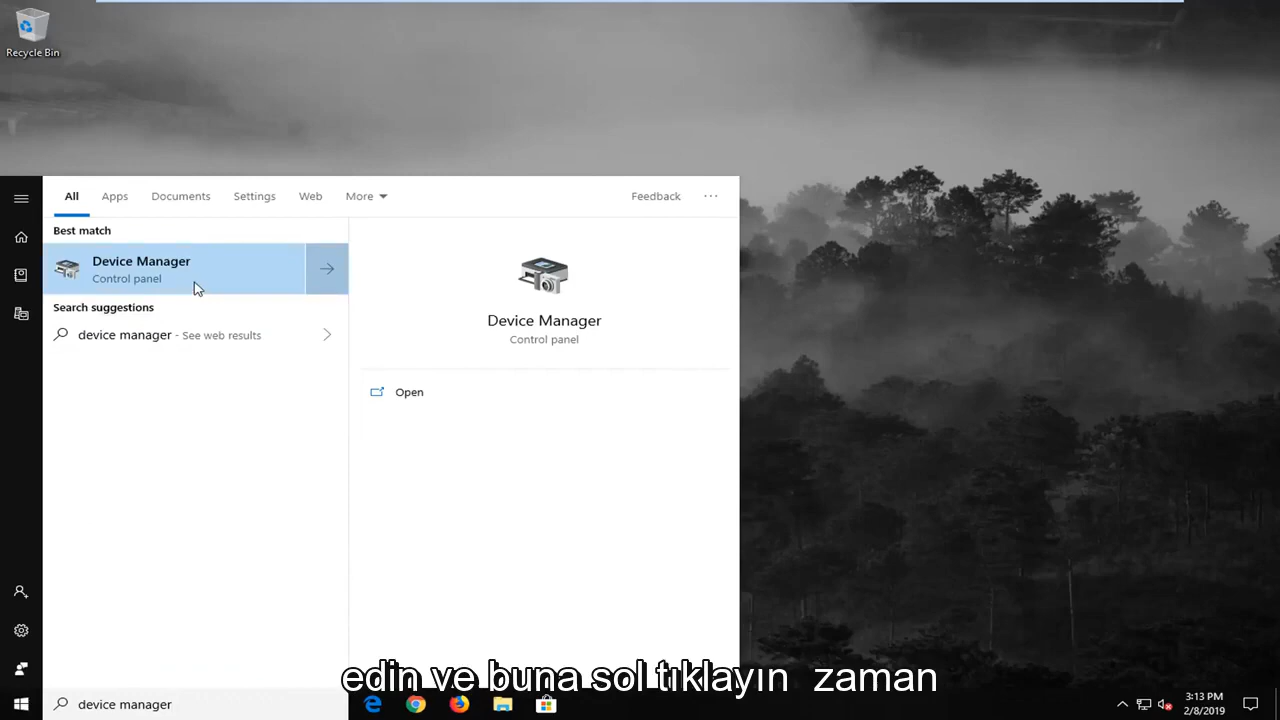 Recycle Bin
All Apps Documents Settings Web More Feedback ...
Best match
Device Manager
Control panel
Search suggestions
device manager - See web results
Device Manager
Control panel
Open
edin ve buna sol tıklayın zaman
device manager
3:13 PM
2/8/2019